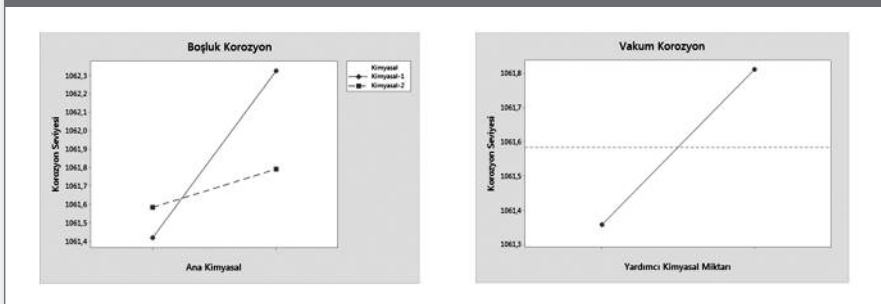 Boşluk Korozyon
Kimyasal
Kimyasal-1
Kimyasal-2
1062,3
1062,2
1062,1
1062,0
1061,9
1061,8
1061,7
1061,6
1061,5
1061,4
Korozyon Seviyesi
Ana Kimyasal
Vakum Korozyon
1061,8
1061,7
1061,6
1061,5
1061,4
1061,3
Korozyon Seviyesi
Yardımcı Kimyasal Miktarı